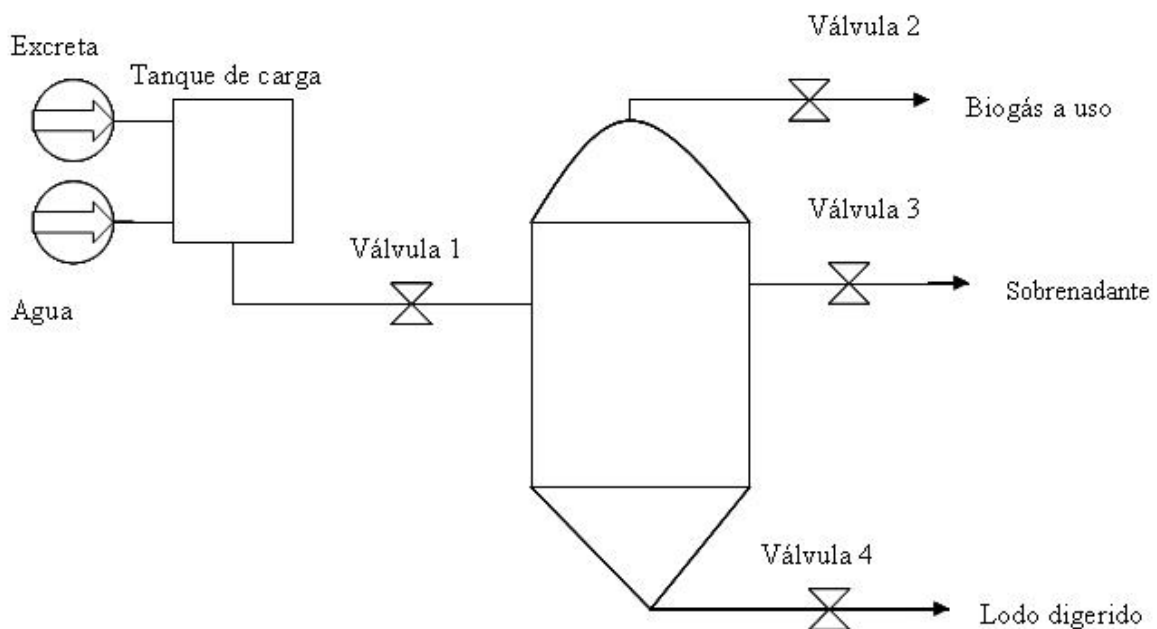 Válvula 2
Excreta
Tanque de carga
Biogás a uso
Válvula 3
Válvula 1
Sobrenadante
Agua
Válvula 4
Lodo digerido